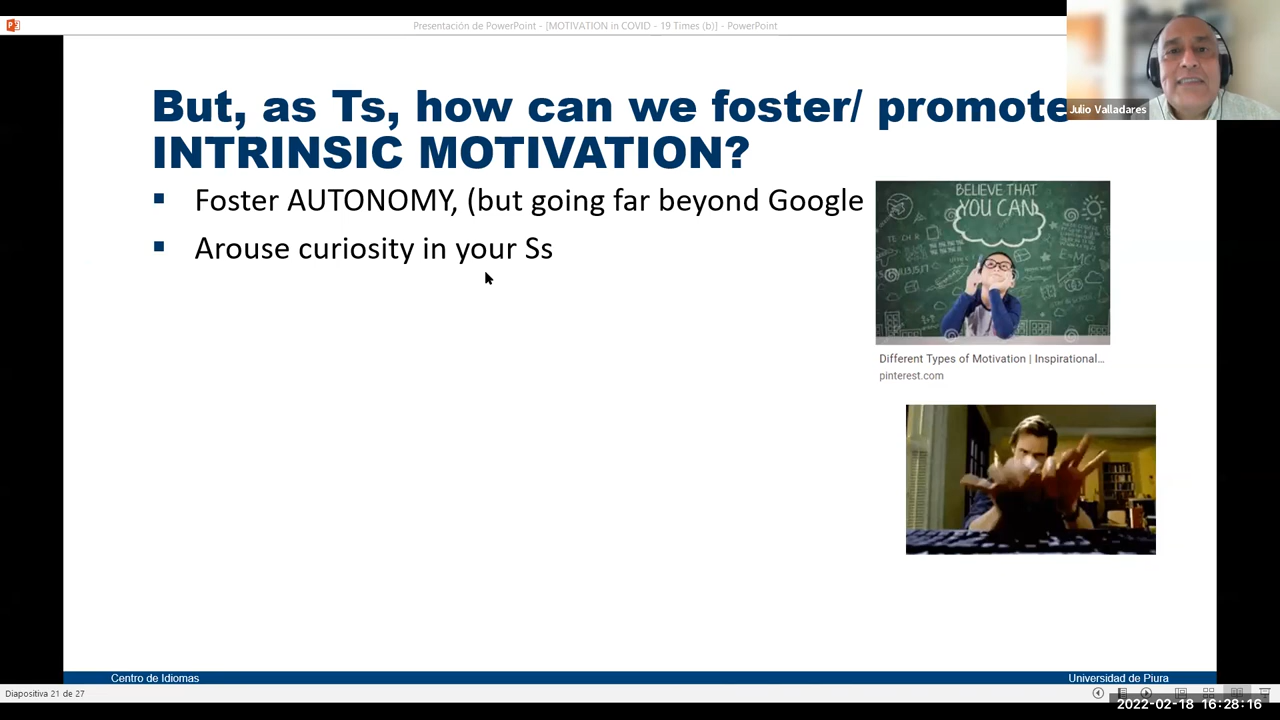 Presentación de PowerPoint - [MOTIVATION in COVID - 19 Times (b)] - PowerPoint
Julio Valladares
But, as Ts, how can we foster/ promote
INTRINSIC MOTIVATION?
▪ Foster AUTONOMY, (but going far beyond Google
▪ Arouse curiosity in your Ss
BELIEVE THAT
YOU CAN
E=MC²
Different Types of Motivation | Inspirational...
pinterest.com
Centro de Idiomas
Universidad de Piura
Diapositiva 21 de 27
2022-02-18 16:28:16